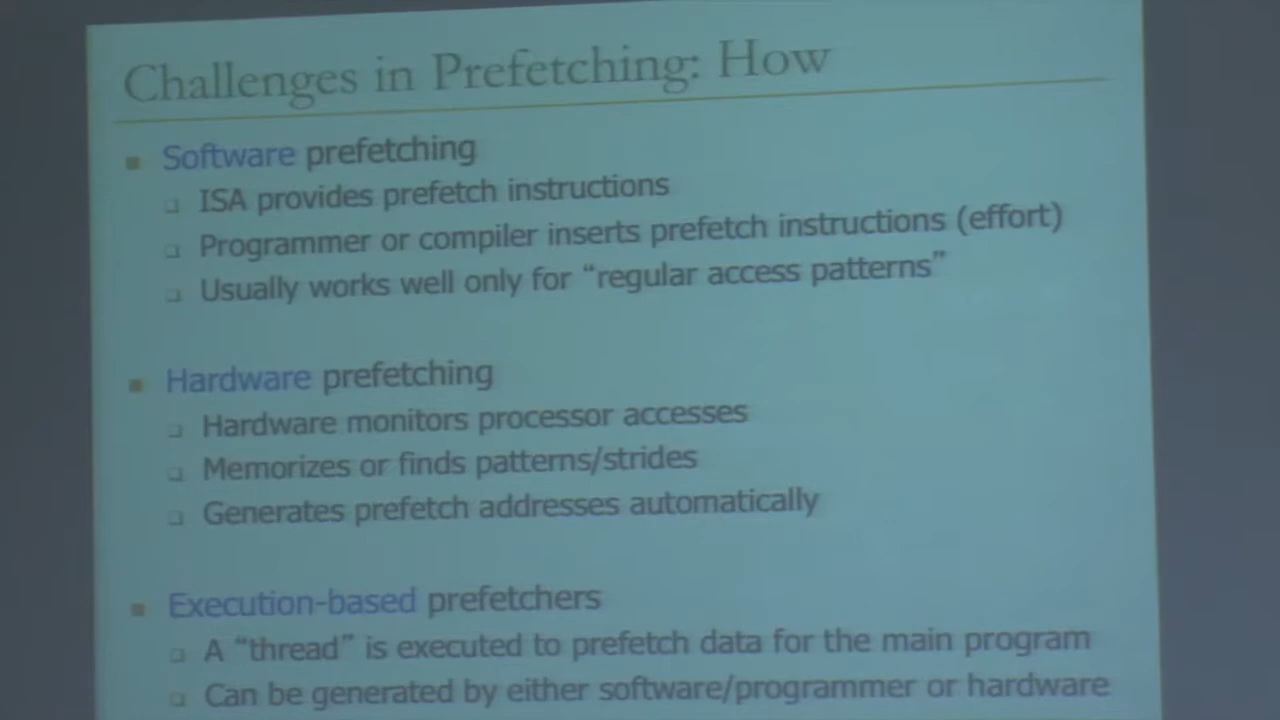 Challenges in Prefetching: How
Software prefetching
ISA provides prefetch instructions
Programmer or compiler inserts prefetch instructions (effort)
Usually works well only for “regular access patterns”
Hardware prefetching
Hardware monitors processor accesses
Memorizes or finds patterns/strides
Generates prefetch addresses automatically
Execution-based prefetchers
A “thread” is executed to prefetch data for the main program
Can be generated by either software/programmer or hardware